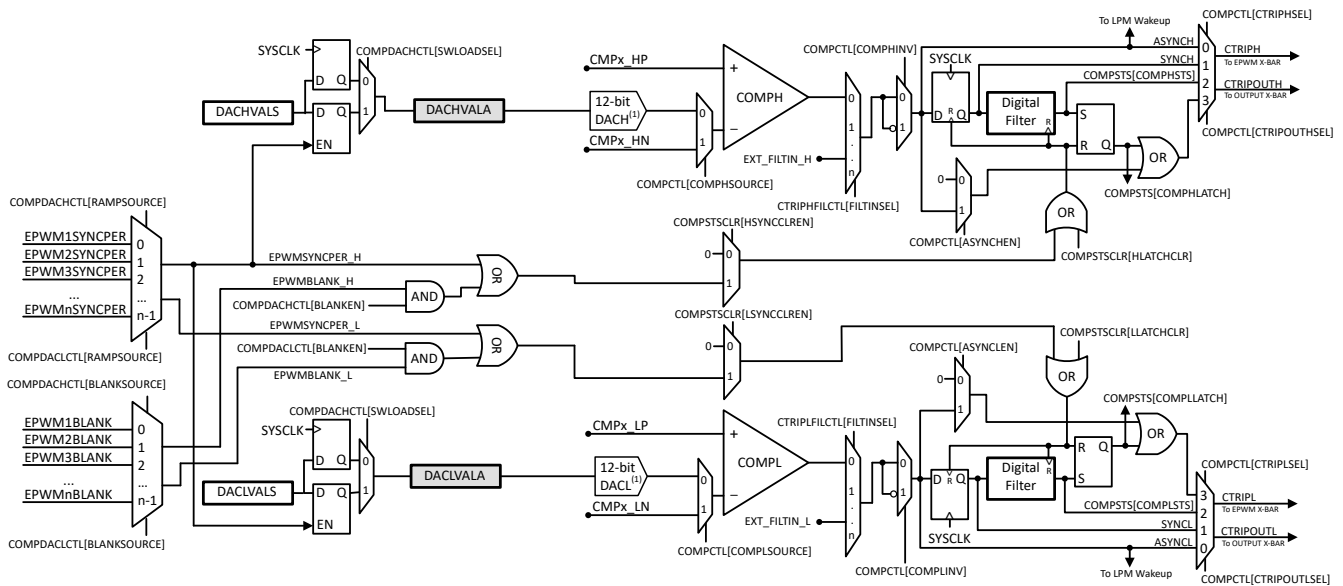 COMPCTL[CTRIPHSEL]
To LPM Wakeup
ASYNCH
0
CTRIPH
To EPWM X-BAR
SYNCH
1
COMPSTS[COMPHSTS]
2
CTRIPOUTH
To OUTPUT X-BAR
3
COMPCTL[CTRIPOUTHSEL]
SYSCLK
COMPDACHCTL[SWLOADSEL]
D Q
0
1
DACHVALS
D Q
EN
DACHVALA
CMPx_HP
12-bit
DACH(1)
CMPx_HN
0
1
+
COMPH
−
COMPCTL[COMPHSOURCE]
COMPCTL[COMPHINV]
0
1
.
.
n
EXT_FILTIN_H
CTRIPHFILCTL[FILTINSEL]
0
1
SYSCLK
D R Q
Digital
Filter
R
S
R Q
OR
COMPSTS[COMPHLATCH]
0
0
1
COMPCTL[ASYNCHEN]
OR
COMPSTSCLR[HLATCHCLR]
COMPSTSCLR[HSYNCCLREN]
0
0
1
COMPDACHCTL[RAMPSOURCE]
EPWM1SYNCPER
0
EPWM2SYNCPER
1
EPWM3SYNCPER
2
...
...
EPWMnSYNCPER
n-1
COMPDACLCTL[RAMPSOURCE]
EPWMSYNCPER_H
EPWMBLANK_H
COMPDACHCTL[BLANKEN]
AND
OR
EPWMSYNCPER_L
COMPDACLCTL[BLANKEN]
EPWMBLANK_L
AND
OR
COMPSTSCLR[LSYNCCLREN]
0
0
1
COMPDACHCTL[BLANKSOURCE]
EPWM1BLANK
0
EPWM2BLANK
1
EPWM3BLANK
2
...
...
EPWMnBLANK
n-1
COMPDACLCTL[BLANKSOURCE]
COMPDACHCTL[SWLOADSEL]
SYSCLK
D Q
0
1
DACLVALS
D Q
EN
DACLVALA
CMPx_LP
12-bit
DACL(1)
CMPx_LN
0
1
+
COMPL
−
COMPCTL[COMPLSOURCE]
CTRIPLFILCTL[FILTINSEL]
0
1
.
.
n
EXT_FILTIN_L
0
1
COMPCTL[COMPLINV]
COMPCTL[ASYNCLEN]
0
0
1
COMPSTSCLR[LLATCHCLR]
OR
COMPSTS[COMPLLATCH]
OR
D R Q
SYSCLK
Digital
Filter
R
R Q
S
COMPCTL[CTRIPLSEL]
3
CTRIPL
To EPWM X-BAR
COMPSTS[COMPLSTS]
2
SYNCL
1
CTRIPOUTL
To OUTPUT X-BAR
ASYNCL
0
To LPM Wakeup
COMPCTL[CTRIPOUTLSEL]